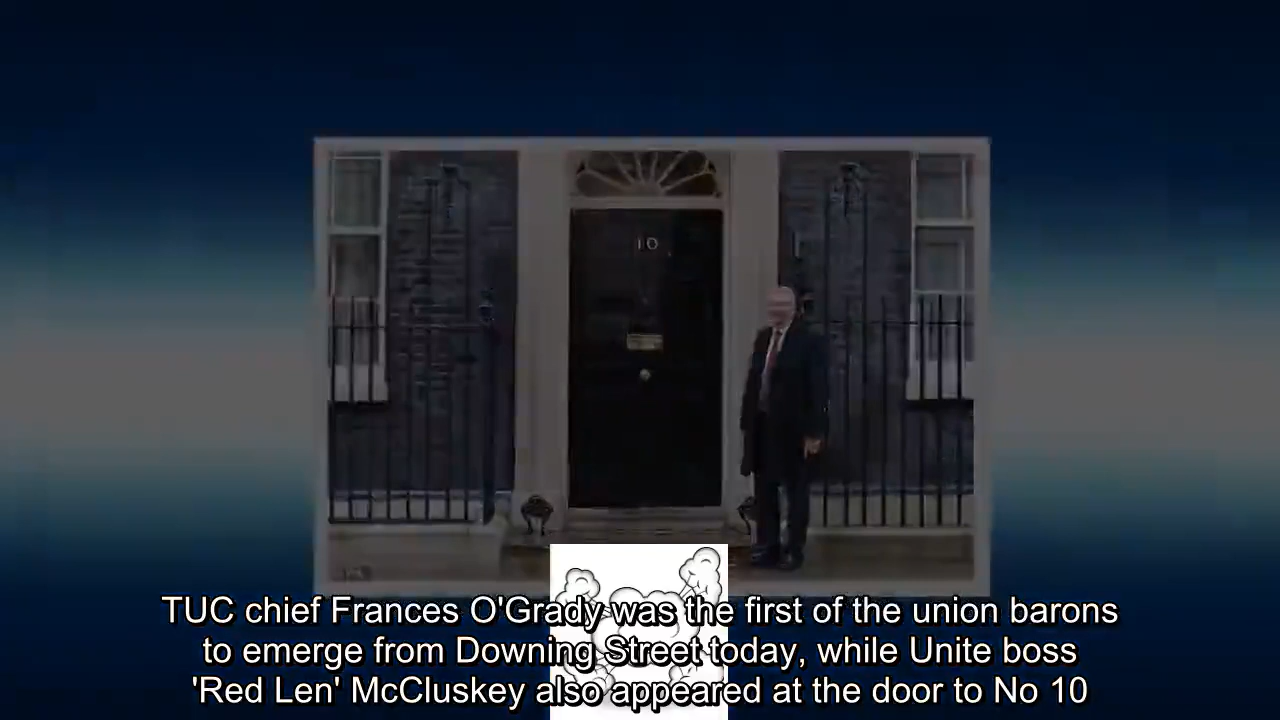 10
TUC chief Frances O'Grady was the first of the union barons
to emerge from Downing Street today, while Unite boss
'Red Len' McCluskey also appeared at the door to No 10